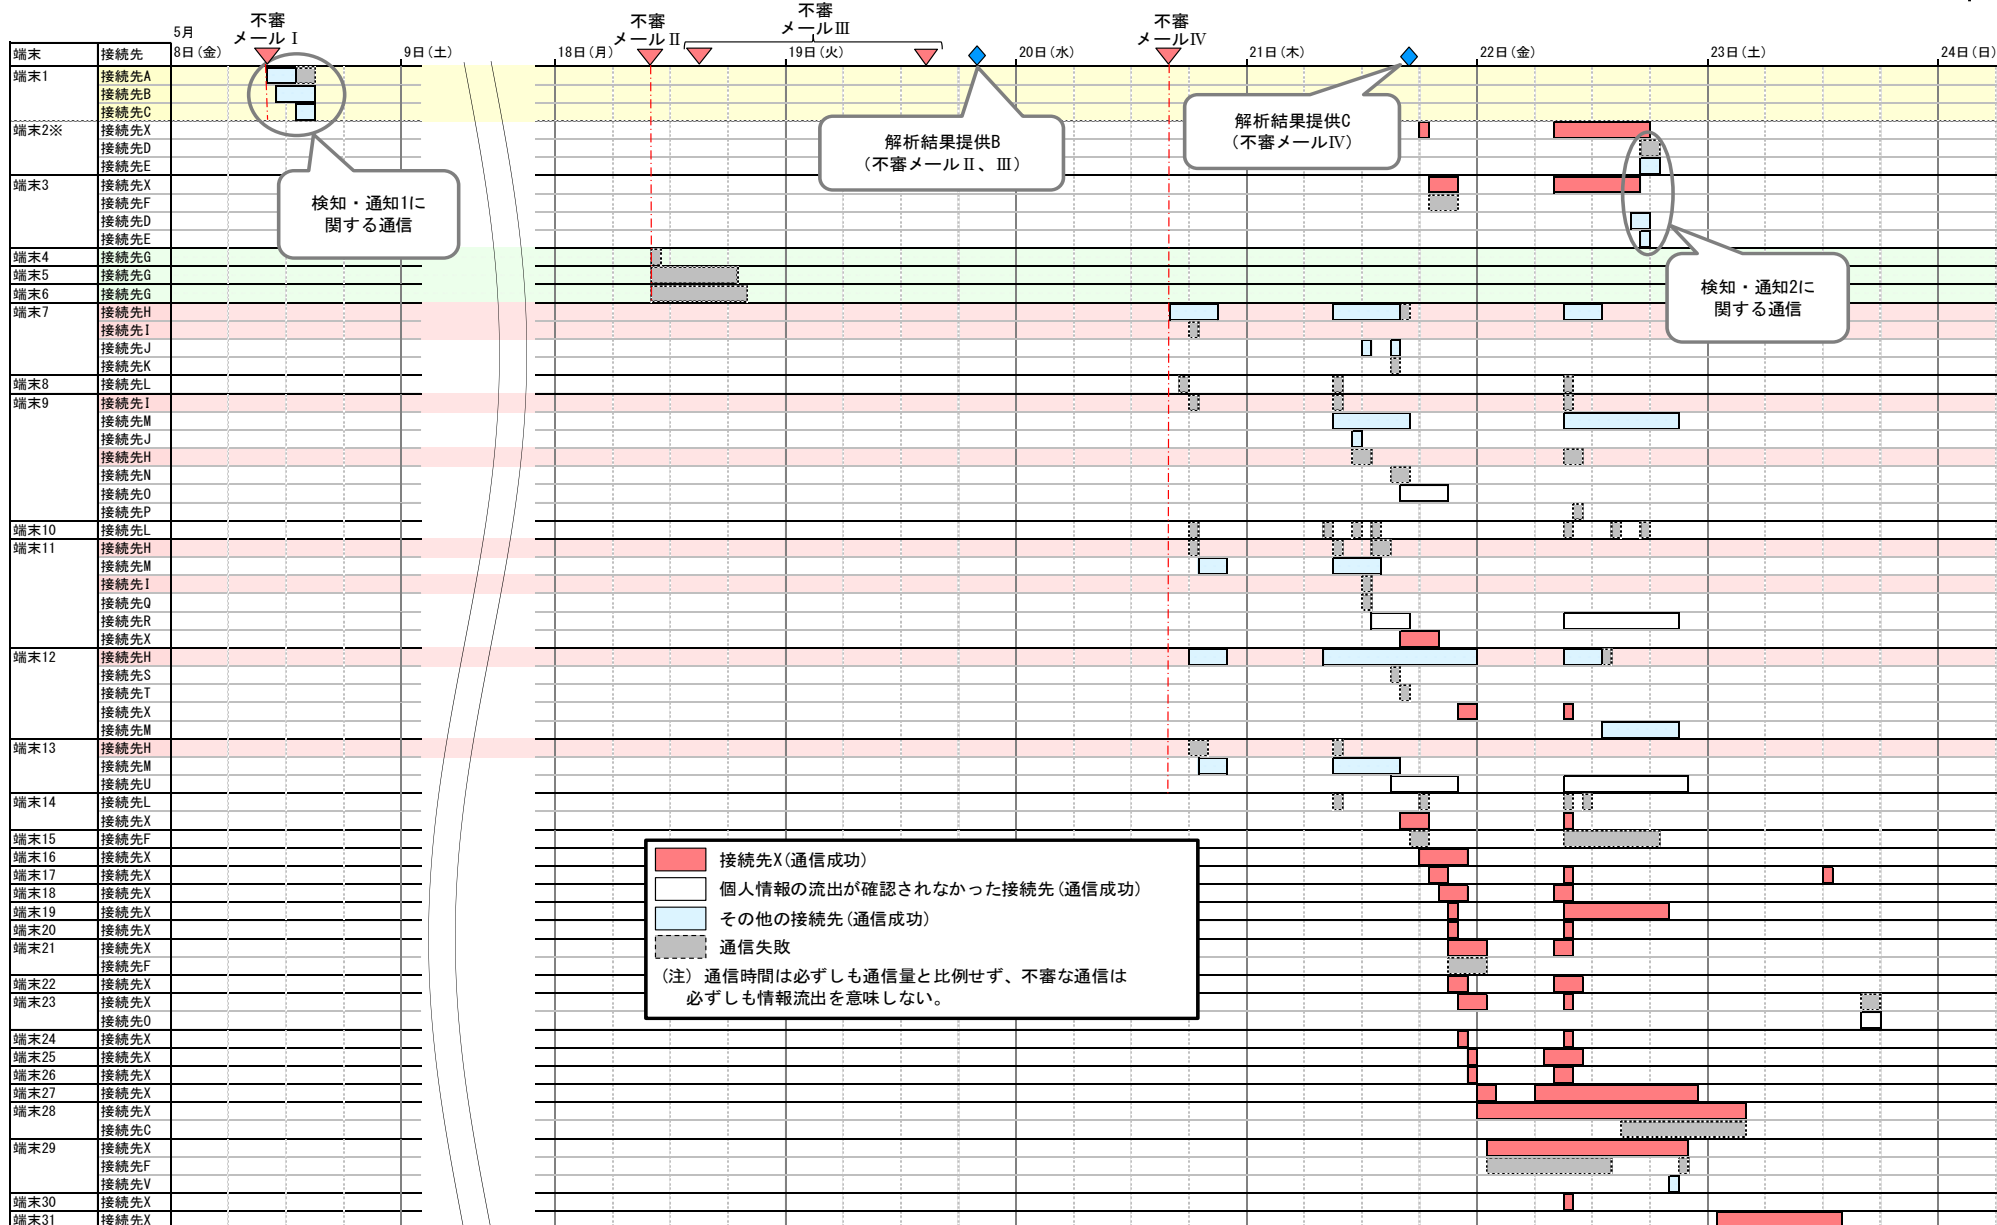 不審
メールⅠ
不審
メールⅡ
不審
メールⅢ
不審
メールⅣ
5月
端末 接続先 8日(金) 9日(土) 18日(月) 19日(火) 20日(水) 21日(木) 22日(金) 23日(土) 24日(日)
端末1 接続先A
接続先B
接続先C
端末2※ 接続先X
接続先D
接続先E
端末3 接続先X
接続先F
接続先D
接続先E
端末4 接続先G
端末5 接続先G
端末6 接続先G
端末7 接続先H
接続先I
接続先J
接続先K
端末8 接続先L
端末9 接続先I
接続先M
接続先J
接続先H
接続先N
接続先O
接続先P
端末10 接続先L
端末11 接続先H
接続先M
接続先I
接続先Q
接続先R
接続先X
端末12 接続先H
接続先S
接続先T
接続先X
接続先M
端末13 接続先H
接続先M
接続先U
端末14 接続先L
接続先X
端末15 接続先F
端末16 接続先X
端末17 接続先X
端末18 接続先X
端末19 接続先X
端末20 接続先X
端末21 接続先X
接続先F
端末22 接続先X
端末23 接続先X
接続先O
端末24 接続先X
端末25 接続先X
端末26 接続先X
端末27 接続先X
端末28 接続先X
接続先C
端末29 接続先X
接続先F
接続先V
端末30 接続先X
端末31 接続先X
検知・通知1に
関する通信
解析結果提供B
(不審メールⅡ、Ⅲ)
解析結果提供C
(不審メールⅣ)
検知・通知2に
関する通信
接続先X(通信成功)
個人情報の流出が確認されなかった接続先(通信成功)
その他の接続先(通信成功)
通信失敗
(注) 通信時間は必ずしも通信量と比例せず、不審な通信は
必ずしも情報流出を意味しない。